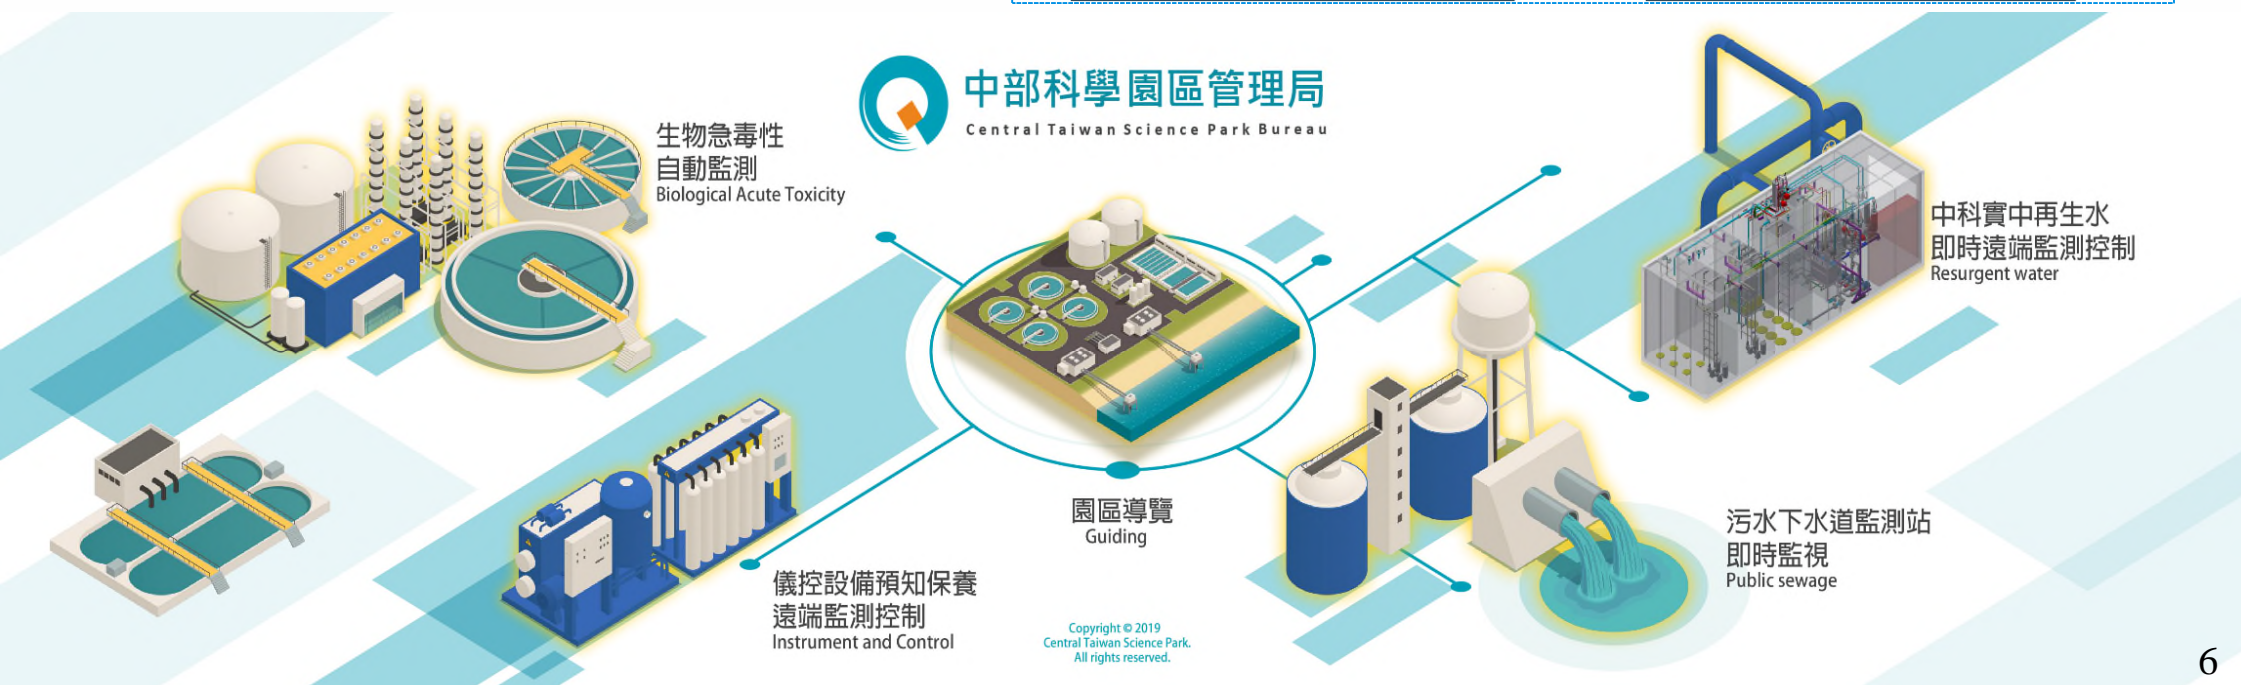 中部科學園區管理局
Central Taiwan Science Park Bureau
生物急毒性
自動監測
Biological Acute Toxicity
中科實中再生水
即時遠端監測控制
Resurgent water
園區導覽
Guiding
污水下水道監測站
即時監視
Public sewage
儀控設備預知保養
遠端監測控制
Instrument and Control
Copyright © 2019
Central Taiwan Science Park.
All rights reserved.
6